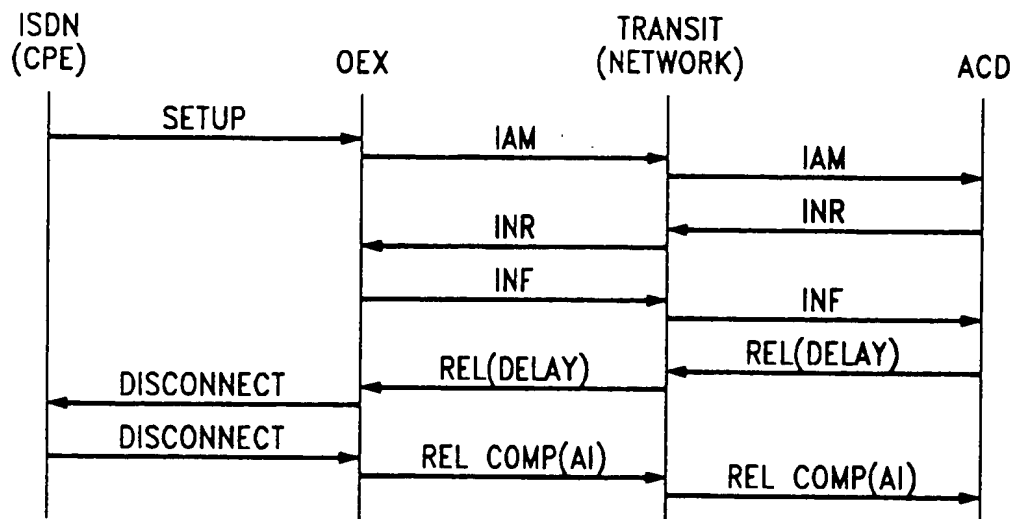 ISDN
(CPE)
OEX
TRANSIT
(NETWORK)
ACD
SETUP
IAM
IAM
INR
INR
INF
INF
REL(DELAY)
REL(DELAY)
DISCONNECT
DISCONNECT
REL COMP(AI)
REL COMP(AI)